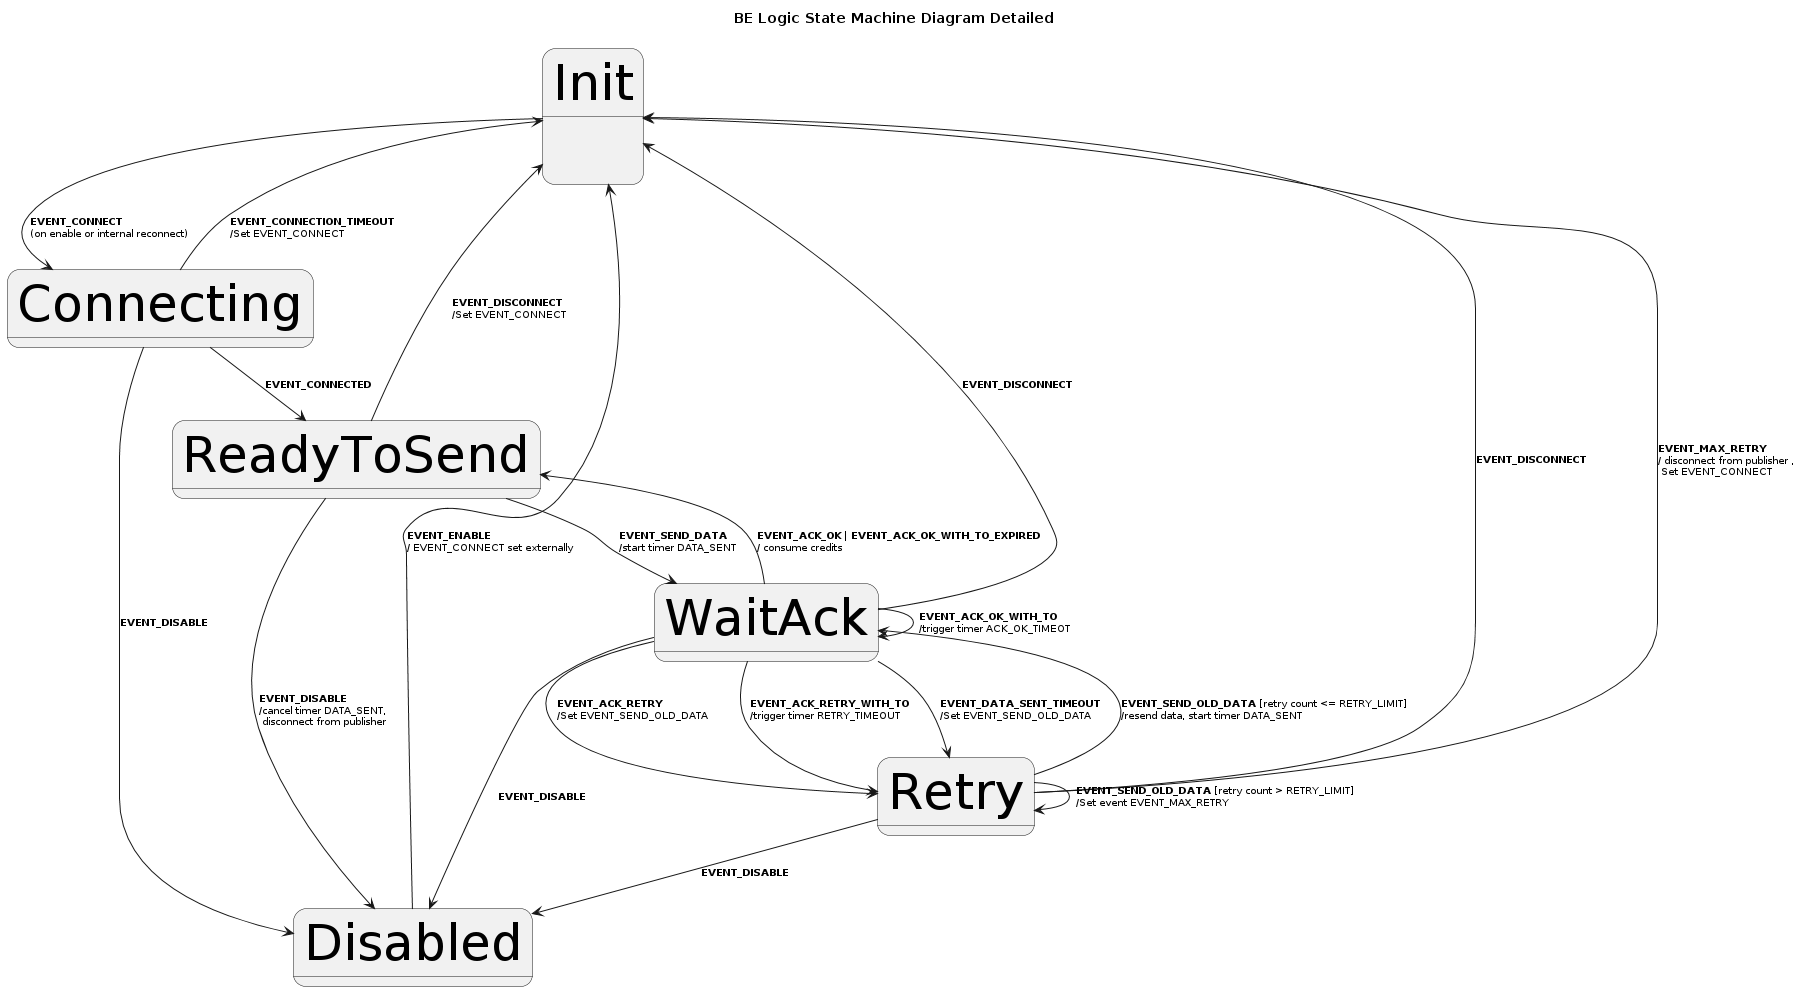 BE Logic State Machine Diagram Detailed
Init
EVENT_CONNECT
(on enable or internal reconnect)
EVENT_CONNECTION_TIMEOUT
/Set EVENT_CONNECT
Connecting
EVENT_DISCONNECT
/Set EVENT_CONNECT
EVENT_CONNECTED
EVENT_DISCONNECT
ReadyToSend
EVENT_DISCONNECT
EVENT_MAX_RETRY
/ disconnect from publisher ,
Set EVENT_CONNECT
EVENT_ENABLE
/ EVENT_CONNECT set externally
EVENT_SEND_DATA
/start timer DATA_SENT
EVENT_ACK_OK | EVENT_ACK_OK_WITH_TO_EXPIRED
/ consume credits
EVENT_DISABLE
WaitAck
EVENT_ACK_OK_WITH_TO
/trigger timer ACK_OK_TIMEOT
EVENT_DISABLE
/cancel timer DATA_SENT,
disconnect from publisher
EVENT_ACK_RETRY
/Set EVENT_SEND_OLD_DATA
EVENT_ACK_RETRY_WITH_TO
/trigger timer RETRY_TIMEOUT
EVENT_DATA_SENT_TIMEOUT
/Set EVENT_SEND_OLD_DATA
EVENT_SEND_OLD_DATA [retry count <= RETRY_LIMIT]
/resend data, start timer DATA_SENT
EVENT_DISABLE
Retry
EVENT_SEND_OLD_DATA [retry count > RETRY_LIMIT]
/Set event EVENT_MAX_RETRY
EVENT_DISABLE
Disabled